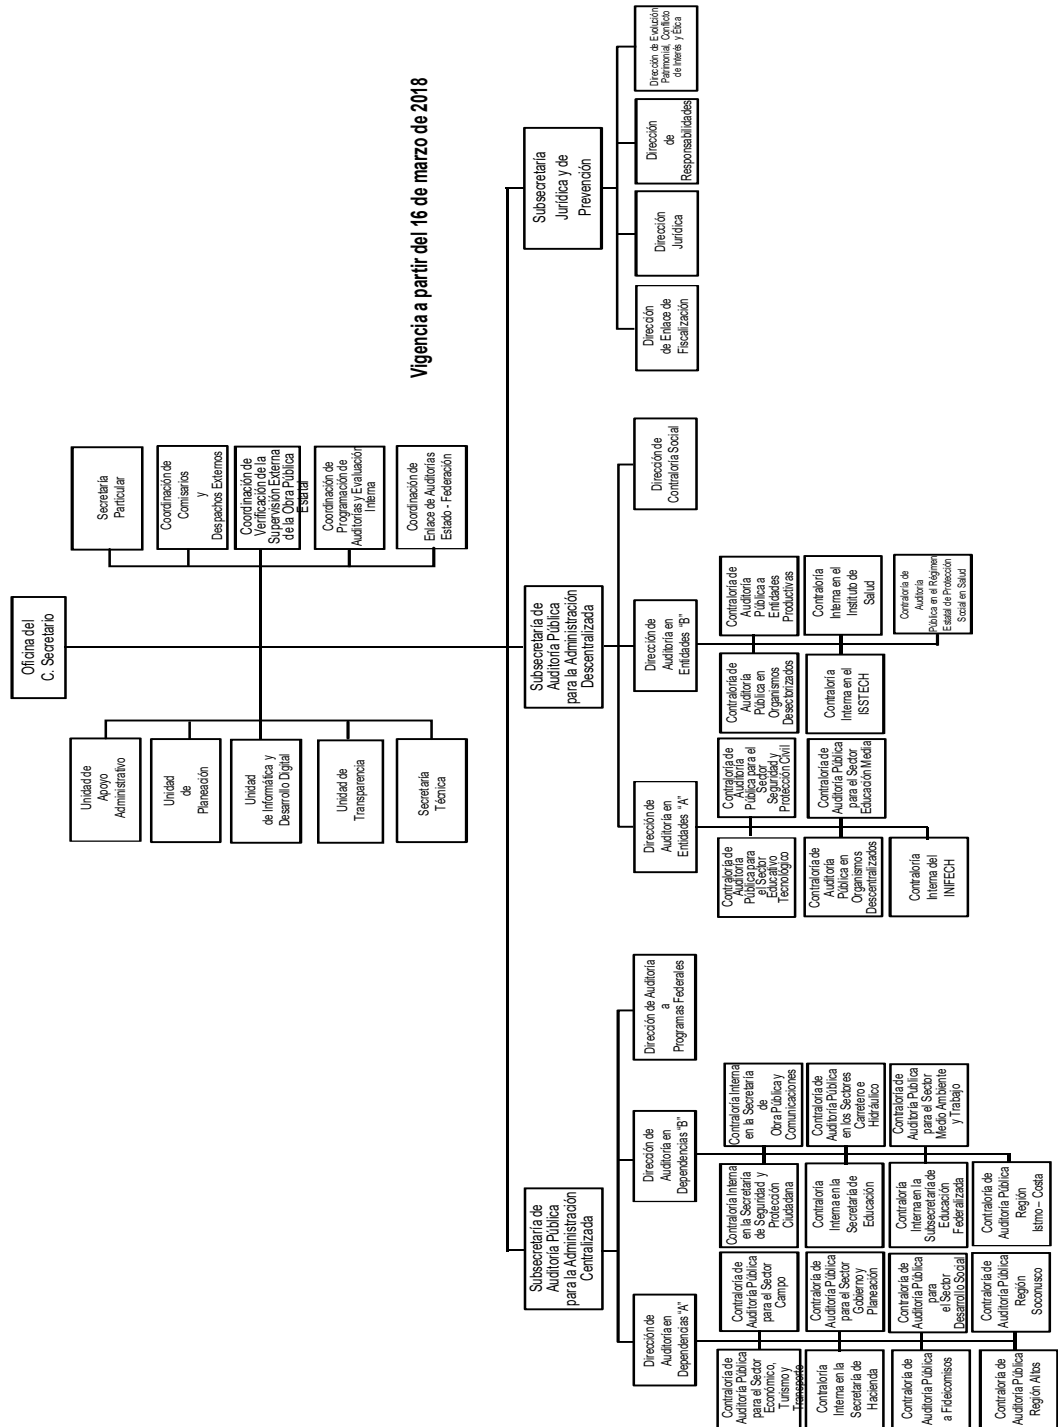 Oficina del
C. Secretario
Unidad de
Apoyo
Administrativo
Unidad
de
Planeación
Unidad
de Informática y
Desarrollo Digital
Unidad de
Transparencia
Secretaría
Técnica
Secretaría
Particular
Coordinación de
Comisarios
y
Despachos Externos
Coordinación de
Verificación de la
Supervisión Externa
de la Obra Pública
Estatal
Coordinación de
Programación de
Auditorías y Evaluación
Interna
Coordinación de
Enlace de Auditorías
Estado - Federación
Vigencia a partir del 16 de marzo de 2018
Subsecretaría de
Auditoría Pública
para la Administración
Centralizada
Subsecretaría de
Auditoría Pública
para la Administración
Descentralizada
Subsecretaría
Jurídica y de
Prevención
Dirección de
Auditoría en
Dependencias "A"
Dirección de
Auditoría en
Dependencias "B"
Dirección de Auditoría
a
Programas Federales
Dirección de
Auditoría en
Entidades "A"
Dirección de
Auditoría en
Entidades "B"
Dirección de
Contraloría Social
Dirección
de Enlace de
Fiscalización
Dirección
Jurídica
Dirección
de
Responsabilidades
Dirección de Evolución
Patrimonial, Conflicto
de Interés y Ética
Contraloría de
Auditoría Pública
para el Sector
Económico,
Turismo y
Transporte
Contraloría de
Auditoría Pública
para el Sector
Campo
Contraloría Interna
en la Secretaría
de Seguridad y
Protección
Ciudadana
Contraloría Interna
en la Secretaría
de
Obra Pública y
Comunicaciones
Contraloría de
Auditoría
Pública para
el Sector
Educativo
Tecnológico
Contraloría de
Auditoría
Pública para el
Sector
Seguridad y
Protección Civil
Contraloría de
Auditoría
Pública en
Organismos
Desectorizados
Contraloría de
Auditoría
Pública a
Entidades
Productivas
Contraloría
Interna en la
Secretaría de
Hacienda
Contraloría de
Auditoría Pública
para el Sector
Gobierno y
Planeación
Contraloría
Interna en la
Secretaría de
Educación
Contraloría de
Auditoría Pública
en los Sectores
Carretero e
Hidráulico
Contraloría de
Auditoría
Pública en
Organismos
Descentralizados
Contraloría de
Auditoría Pública
para el Sector
Educación Media
Contraloría
Interna en el
ISSTECH
Contraloría
Interna en el
Instituto de
Salud
Contraloría de
Auditoría Pública
a Fideicomisos
Contraloría de
Auditoría Pública
para
el Sector
Desarrollo Social
Contraloría
Interna en la
Subsecretaría de
Educación
Federalizada
Contraloría de
Auditoría Publica
para el Sector
Medio Ambiente
y Trabajo
Contraloría
Interna del
INIFECH
Contraloría de
Auditoría
Pública en el Régimen
Estatal de Protección
Social en Salud
Contraloría de
Auditoría Pública
Región Altos
Contraloría de
Auditoría Pública
Región
Soconusco
Contraloría de
Auditoría Pública
Región
Istmo – Costa